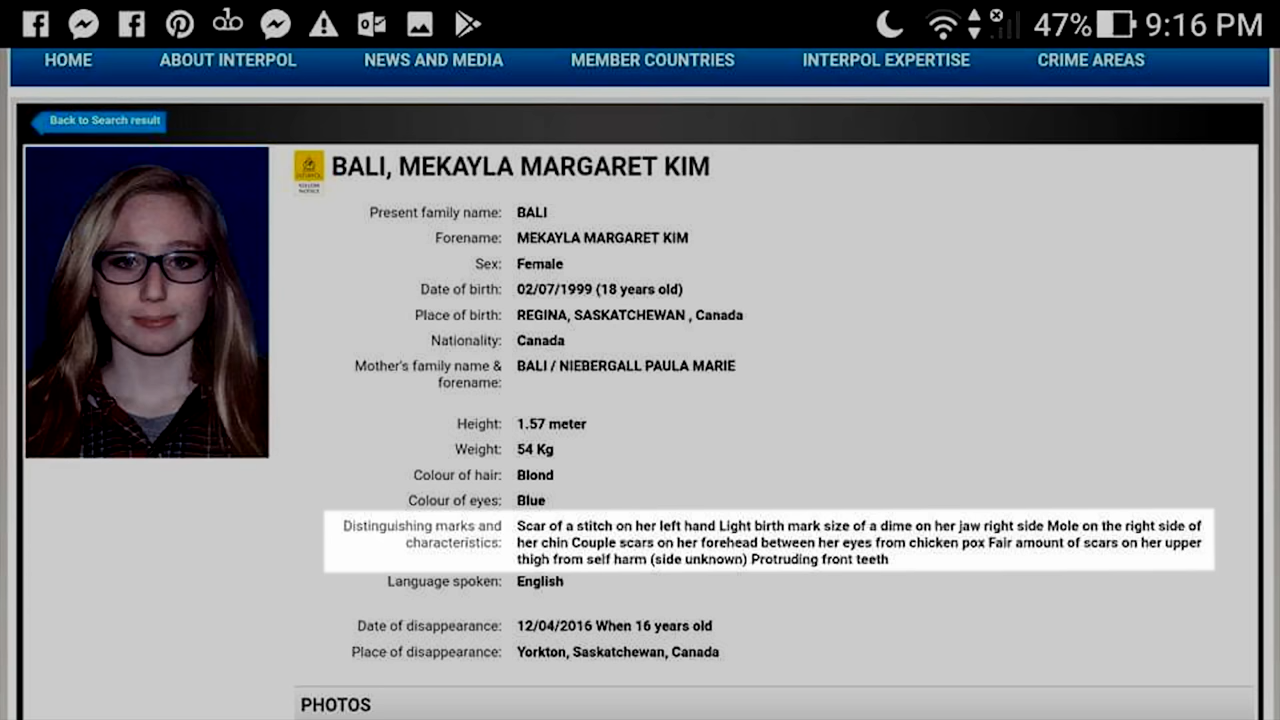 47% 9:16 PM
HOME ABOUT INTERPOL NEWS AND MEDIA MEMBER COUNTRIES INTERPOL EXPERTISE CRIME AREAS
Back to Search result
BALI, MEKAYLA MARGARET KIM
Present family name: BALI
Forename: MEKAYLA MARGARET KIM
Sex: Female
Date of birth: 02/07/1999 (18 years old)
Place of birth: REGINA, SASKATCHEWAN , Canada
Nationality: Canada
Mother's family name & BALI / NIEBERGALL PAULA MARIE
forename:
Height: 1.57 meter
Weight: 54 Kg
Colour of hair: Blond
Colour of eyes: Blue
Distinguishing marks and Scar of a stitch on her left hand Light birth mark size of a dime on her jaw right side Mole on the right side of
characteristics: her chin Couple scars on her forehead between her eyes from chicken pox Fair amount of scars on her upper
thigh from self harm (side unknown) Protruding front teeth
Language spoken: English
Date of disappearance: 12/04/2016 When 16 years old
Place of disappearance: Yorkton, Saskatchewan, Canada
PHOTOS